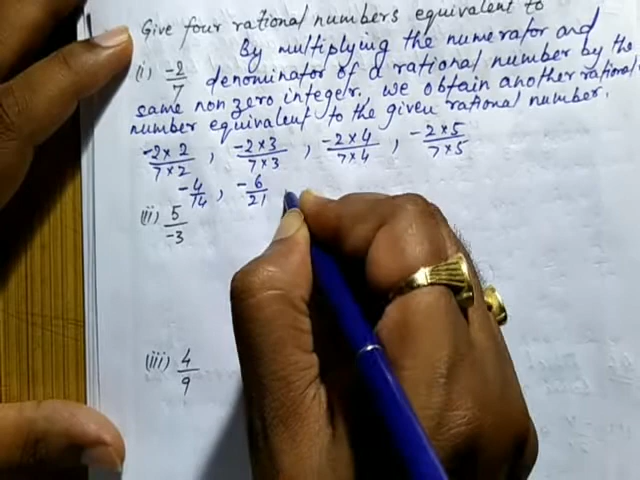 Give four rational numbers equivalent to
By multiplying the numerator and
(i) -2/7 denominator of a rational number by the
same non zero integer, we obtain another rational
number equivalent to the given rational number.
-2×2/7×2 , -2×3/7×3 , -2×4/7×4 , -2×5/7×5
-4/14 , -6/21
(ii) 5/-3
(iii) 4/9